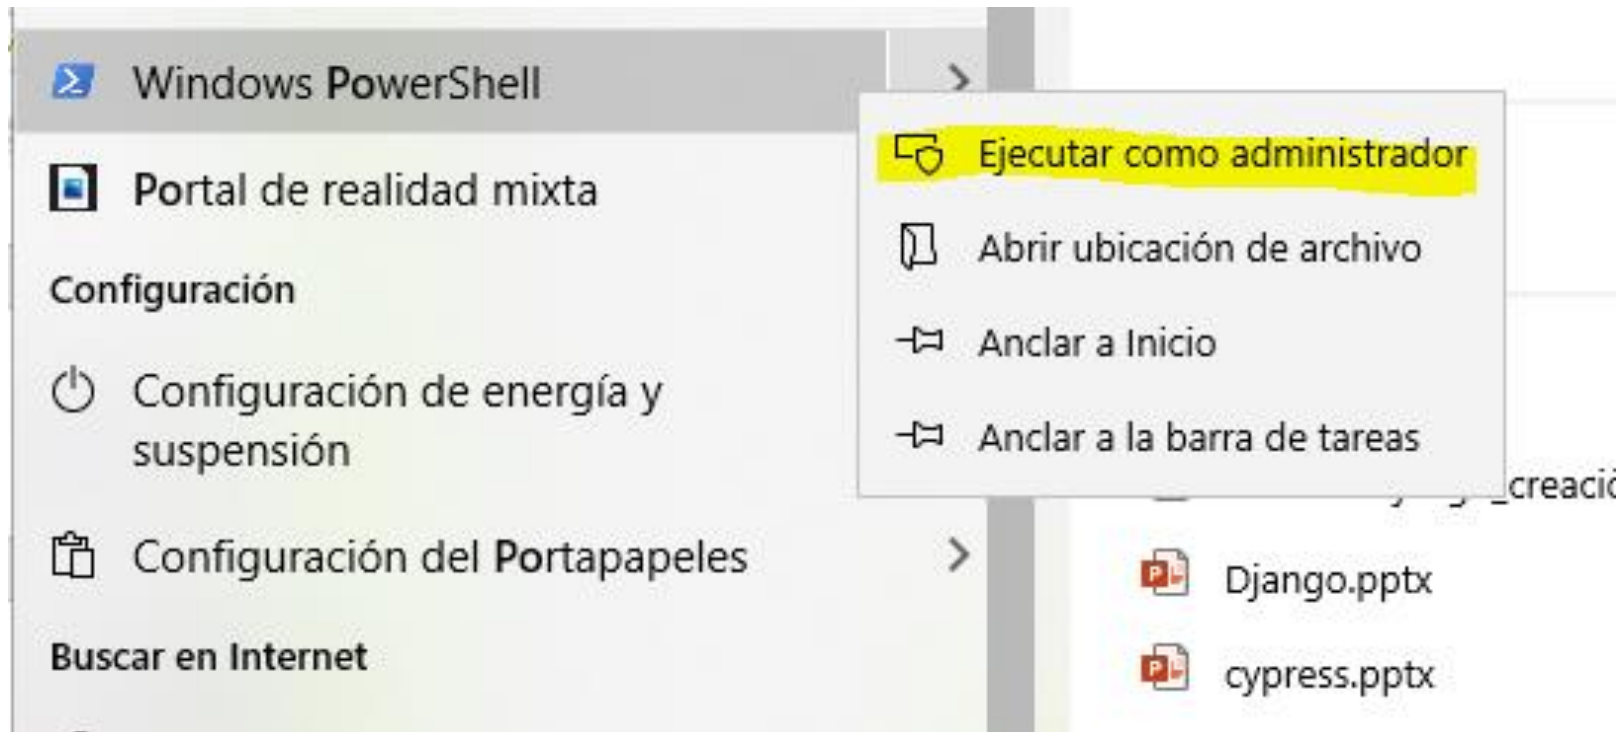 Windows PowerShell
Portal de realidad mixta
Configuración
Configuración de energía y
suspensión
Configuración del Portapapeles
Buscar en Internet
Ejecutar como administrador
Abrir ubicación de archivo
Anclar a Inicio
Anclar a la barra de tareas
Django.pptx
cypress.pptx